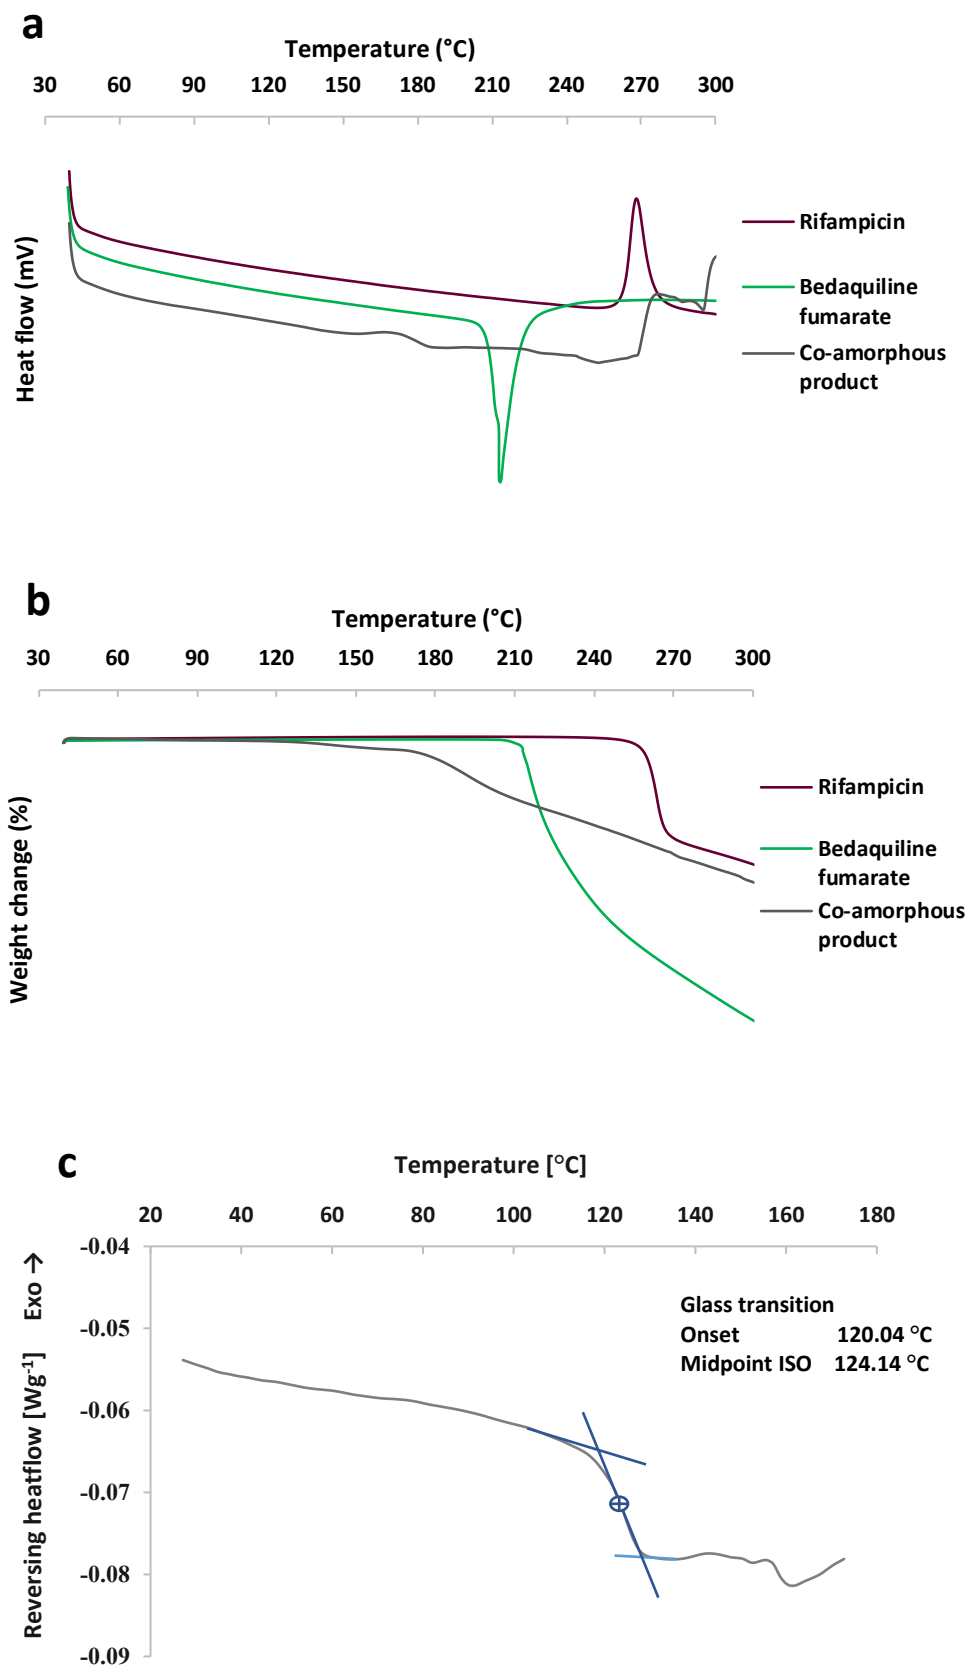 a
Temperature (°C)
30 60 90 120 150 180 210 240 270 300
Heat flow (mV)
Rifampicin
Bedaquiline
fumarate
Co-amorphous
product
b
Temperature (°C)
30 60 90 120 150 180 210 240 270 300
Weight change (%)
Rifampicin
Bedaquiline
fumarate
Co-amorphous
product
c
Temperature [°C]
20 40 60 80 100 120 140 160 180
Reversing heatflow [Wg⁻¹] Exo →
-0.04
-0.05
-0.06
-0.07
-0.08
-0.09
Glass transition
Onset 120.04 °C
Midpoint ISO 124.14 °C